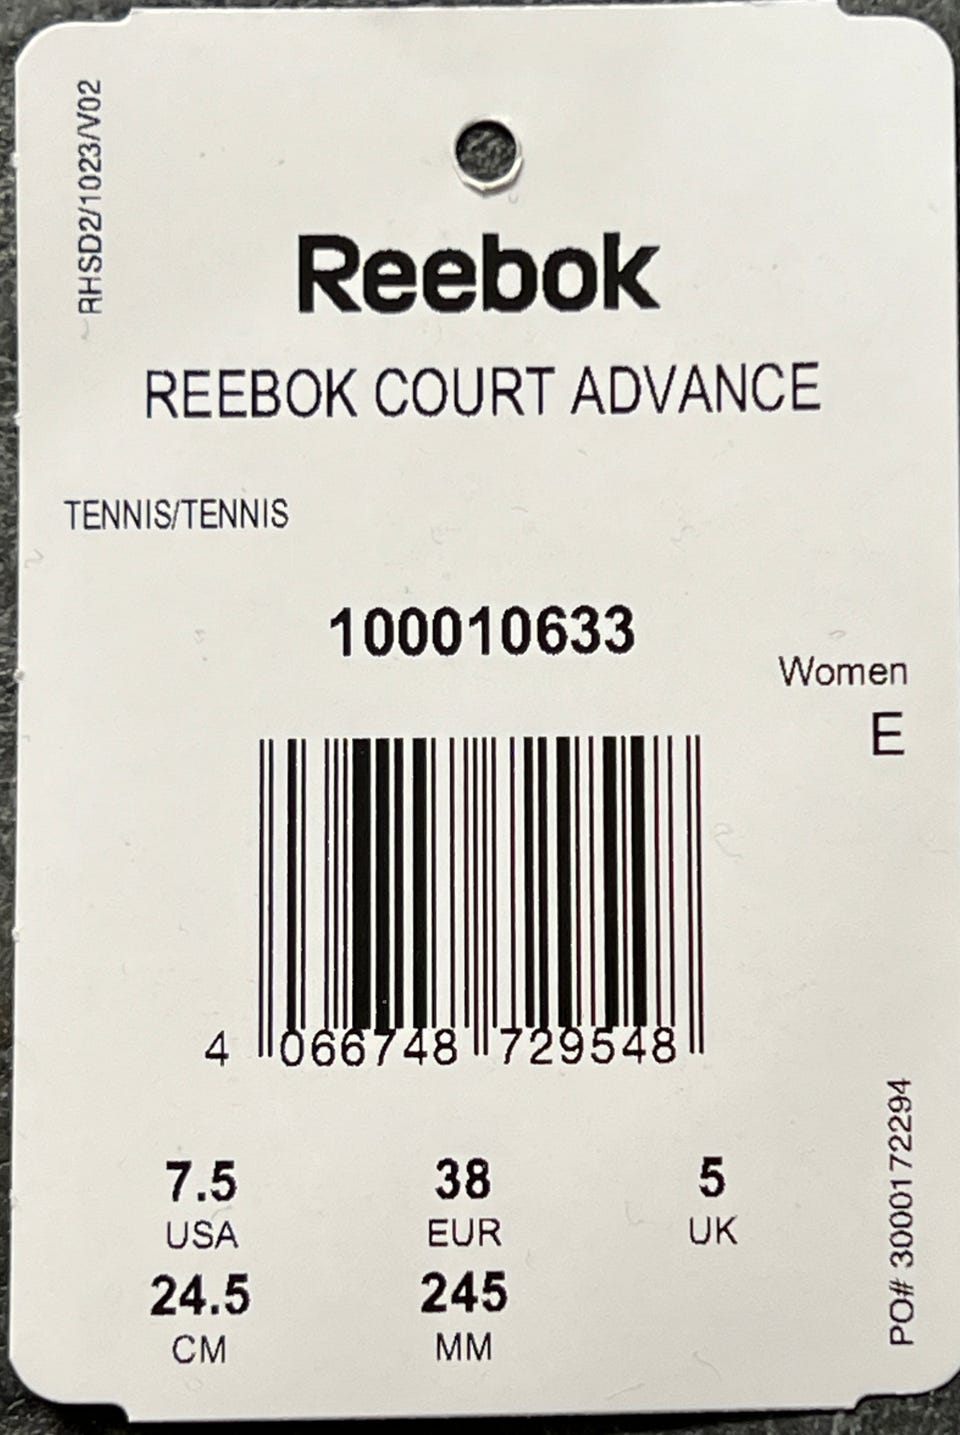 RHSD2/1023/V02
Reebok
REEBOK COURT ADVANCE
TENNIS/TENNIS
100010633
Women
E
4 066748 729548
7.5 38 5
USA EUR UK
24.5 245
CM MM
PO# 3000172294